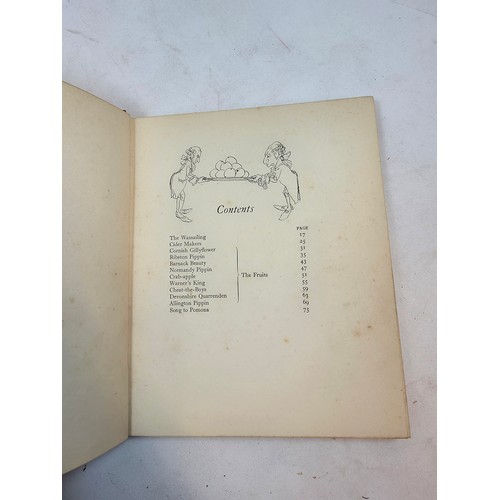 Contents
PAGE
The Wassailing 17
Cider Makers 25
Cornish Gillyflower 31
Ribston Pippin 35
Barnack Beauty 43
Normandy Pippin 47
Crab-apple The Fruits 51
Warner's King 55
Cheat-the-Boys 59
Devonshire Quarrenden 63
Allington Pippin 69
Song to Pomona 75